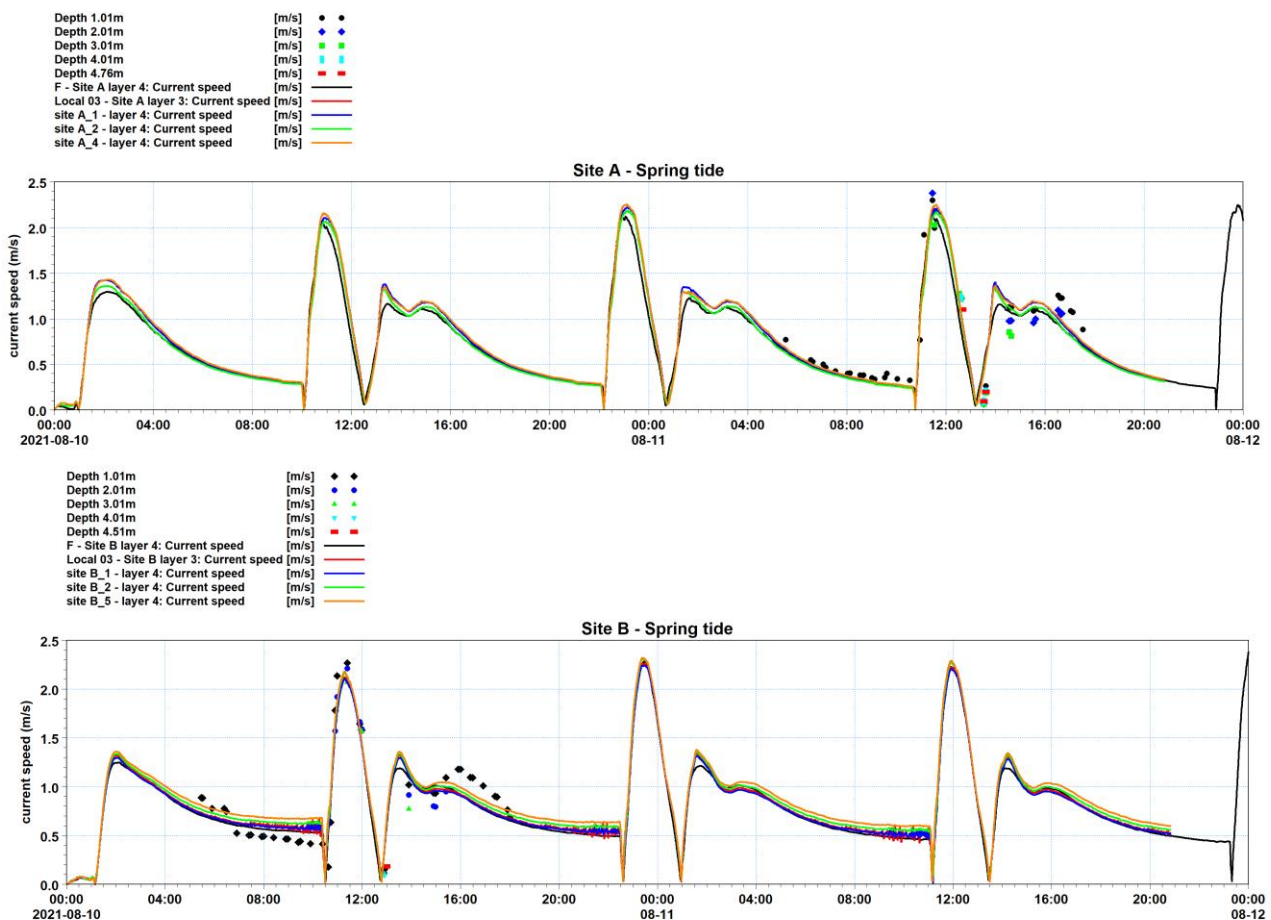 Depth 1.01m [m/s]
Depth 2.01m [m/s]
Depth 3.01m [m/s]
Depth 4.01m [m/s]
Depth 4.76m [m/s]
F - Site A layer 4: Current speed [m/s]
Local 03 - Site A layer 3: Current speed [m/s]
site A_1 - layer 4: Current speed [m/s]
site A_2 - layer 4: Current speed [m/s]
site A_4 - layer 4: Current speed [m/s]
Site A - Spring tide
current speed (m/s)
2.5
2.0
1.5
1.0
0.5
0.0
00:00 04:00 08:00 12:00 16:00 20:00 00:00 04:00 08:00 12:00 16:00 20:00 00:00
2021-08-10 08-11 08-12
Depth 1.01m [m/s]
Depth 2.01m [m/s]
Depth 3.01m [m/s]
Depth 4.01m [m/s]
Depth 4.51m [m/s]
F - Site B layer 4: Current speed [m/s]
Local 03 - Site B layer 3: Current speed [m/s]
site B_1 - layer 4: Current speed [m/s]
site B_2 - layer 4: Current speed [m/s]
site B_5 - layer 4: Current speed [m/s]
Site B - Spring tide
current speed (m/s)
2.5
2.0
1.5
1.0
0.5
0.0
00:00 04:00 08:00 12:00 16:00 20:00 00:00 04:00 08:00 12:00 16:00 20:00 00:00
2021-08-10 08-11 08-12